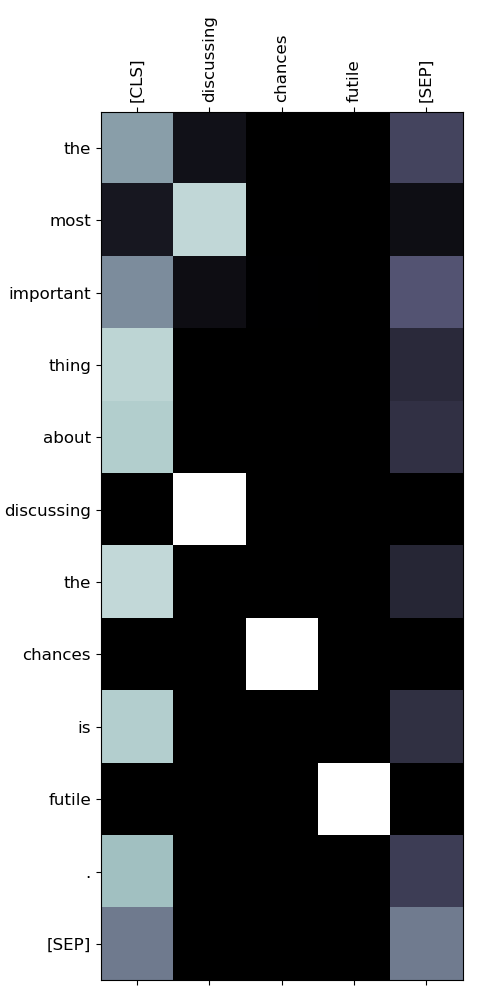 [CLS] discussing chances futile [SEP]
the
most
important
thing
about
discussing
the
chances
is
futile
.
[SEP]